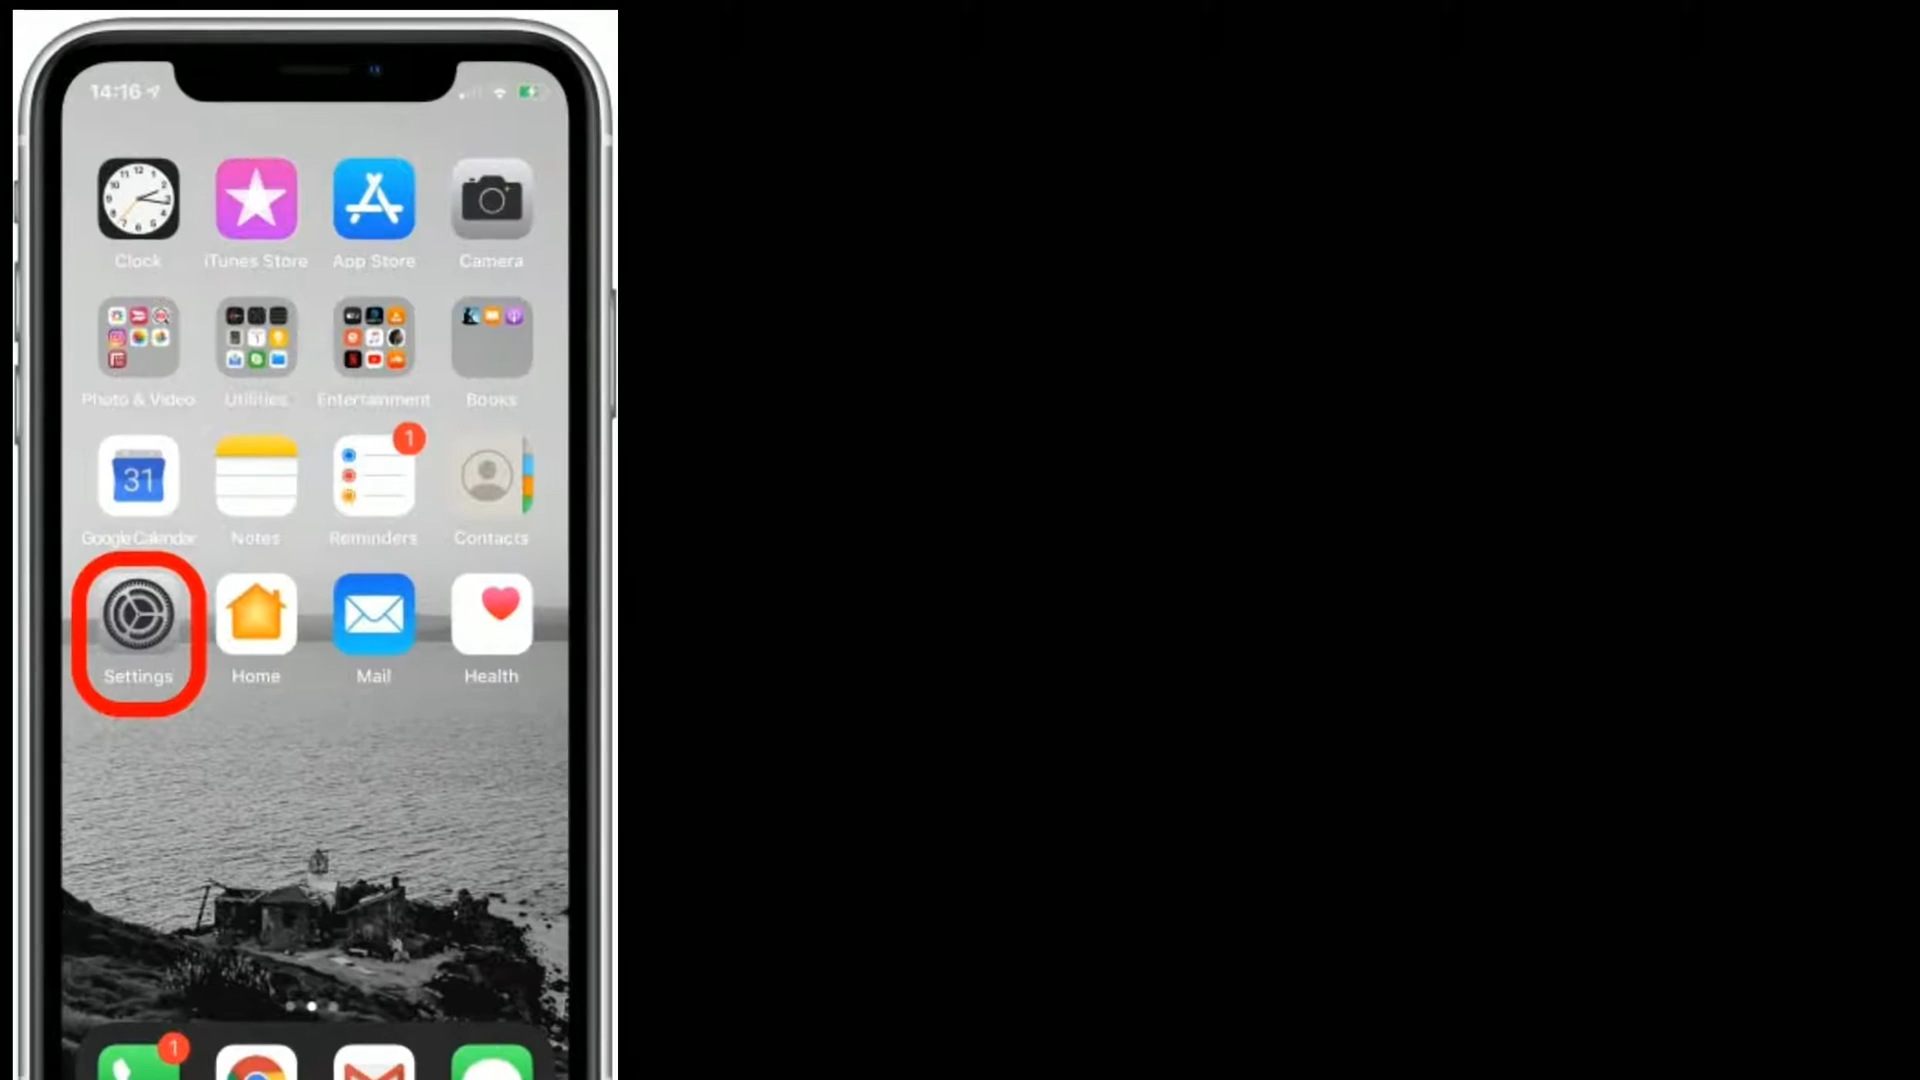 14:16
Clock iTunes Store App Store Camera
Photo & Video Utilities Entertainment Books
1
31
Google Calendar Notes Reminders Contacts
Settings Home Mail Health
1